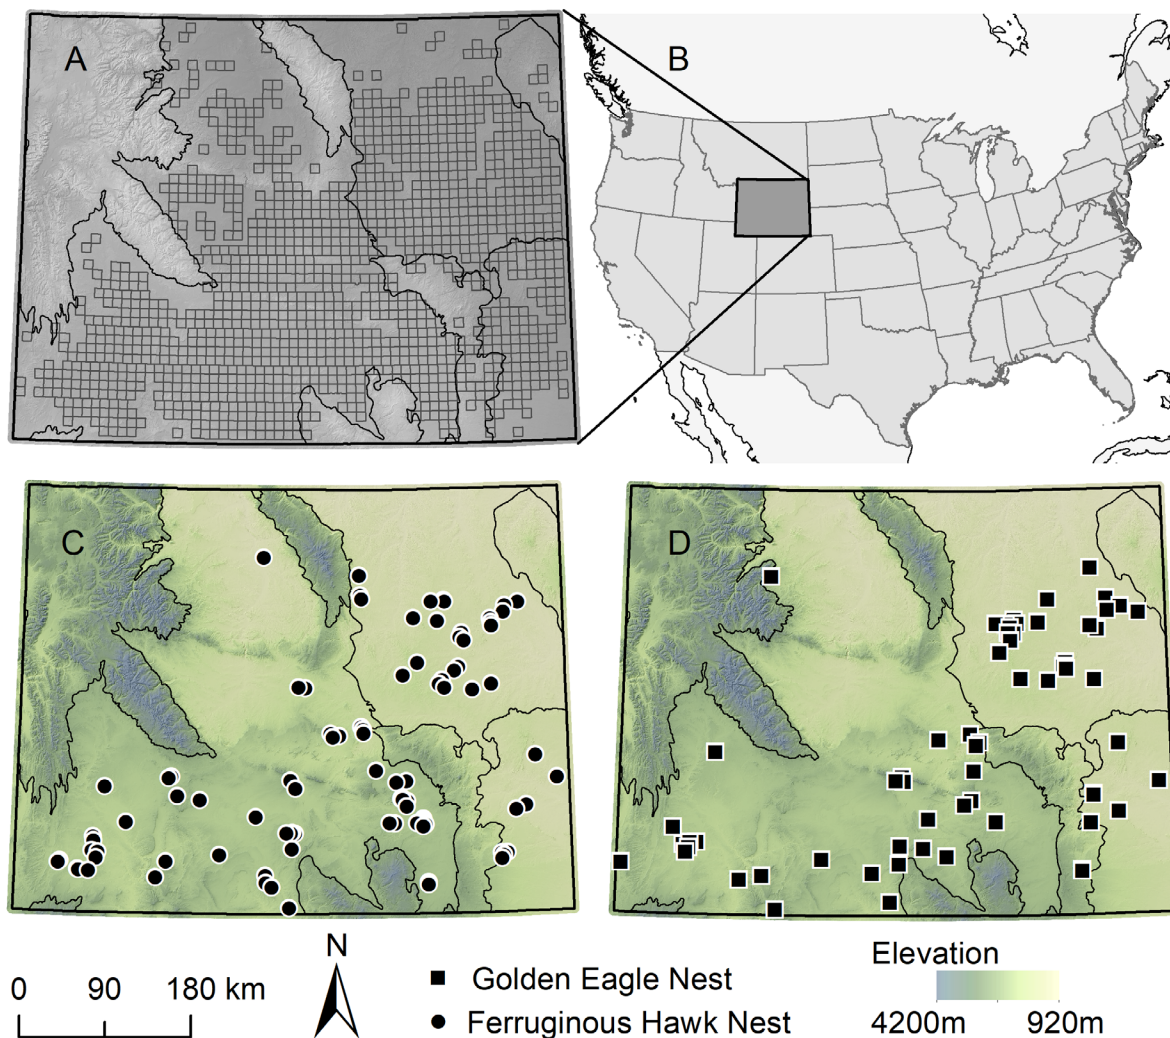 A
B
C
D
N
0 90 180 km
Golden Eagle Nest
Ferruginous Hawk Nest
Elevation
4200m 920m